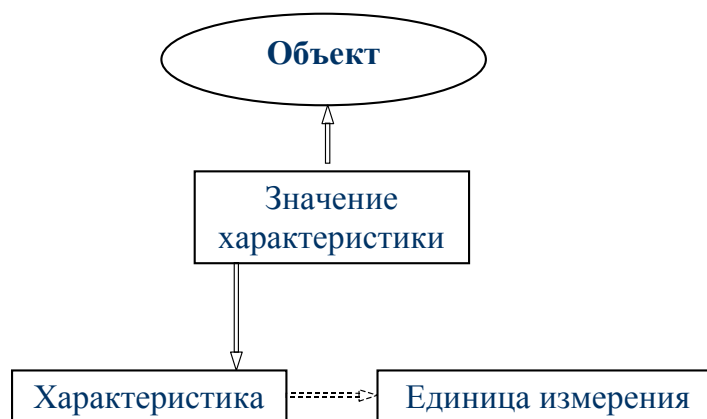 Объект
Значение
характеристики
Характеристика
Единица измерения